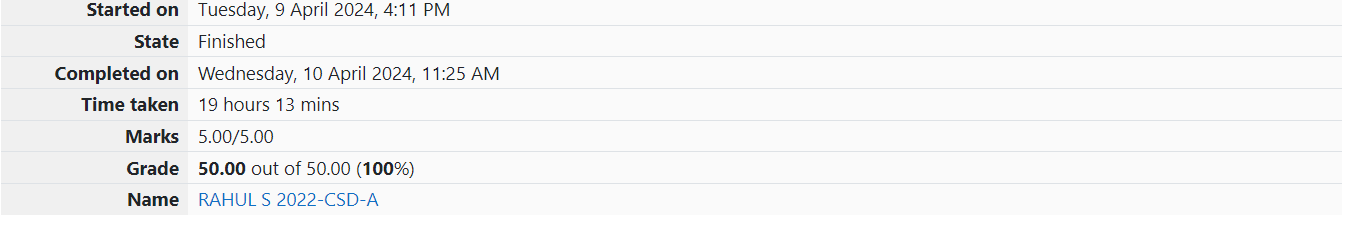 Started on Tuesday, 9 April 2024, 4:11 PM
State Finished
Completed on Wednesday, 10 April 2024, 11:25 AM
Time taken 19 hours 13 mins
Marks 5.00/5.00
Grade 50.00 out of 50.00 (100%)
Name RAHUL S 2022-CSD-A